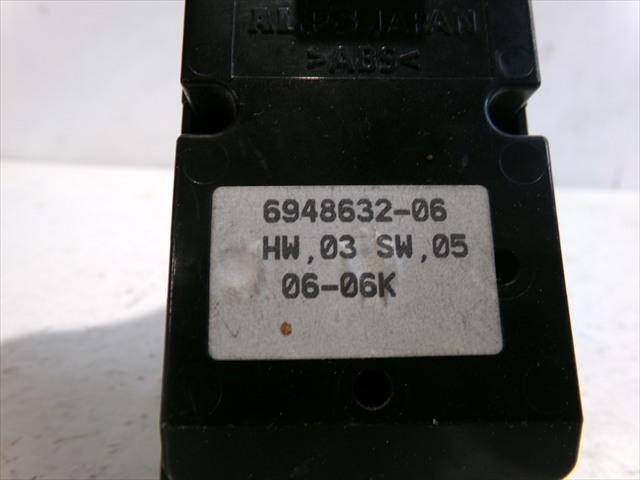 ALPS JAPAN
>ABS<
6948632-06
HW,03 SW,05
06-06K